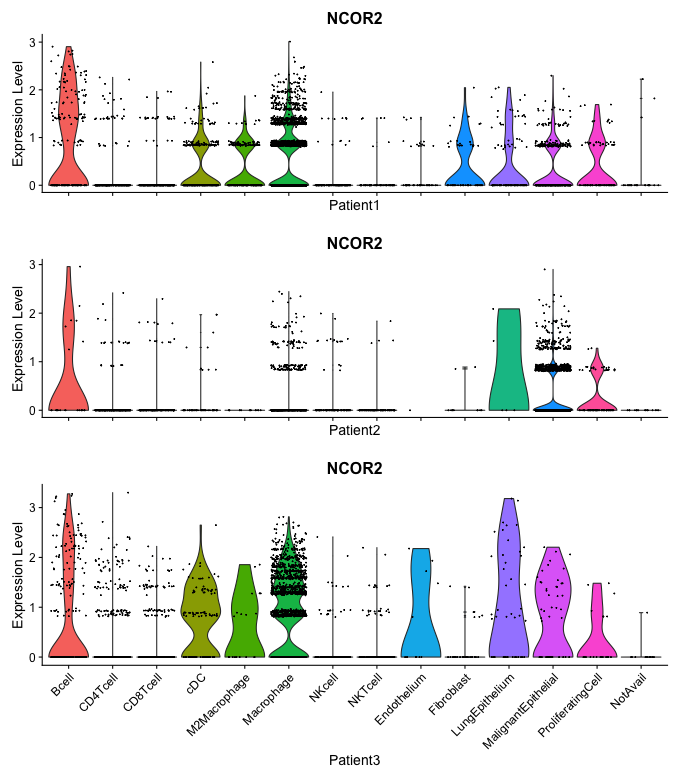 NCOR2
Expression Level
3
2
1
0
Patient1
NCOR2
Expression Level
3
2
1
0
Patient2
NCOR2
Expression Level
3
2
1
0
Bcell
CD4Tcell
CD8Tcell
cDC
M2Macrophage
Macrophage
NKcell
NKTcell
Endothelium
Fibroblast
LungEpithelium
MalignantEpithelial
ProliferatingCell
NotAvail
Patient3